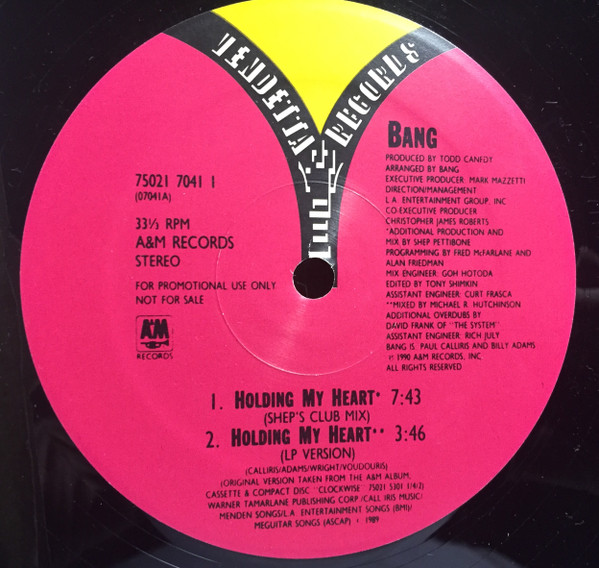 VENDETTA RECORDS
BANG
PRODUCED BY TODD CANEDY
ARRANGED BY BANG
EXECUTIVE PRODUCER: MARK MAZZETTI
DIRECTION/MANAGEMENT
L.A. ENTERTAINMENT GROUP, INC
CO-EXECUTIVE PRODUCER
CHRISTOPHER JAMES ROBERTS
*ADDITIONAL PRODUCTION AND
MIX BY SHEP PETTIBONE
PROGRAMMING BY FRED McFARLANE AND
ALAN FRIEDMAN
MIX ENGINEER: GOH HOTODA
EDITED BY TONY SHIMKIN
ASSISTANT ENGINEER: CURT FRASCA
**MIXED BY MICHAEL R. HUTCHINSON
ADDITIONAL OVERDUBS BY
DAVID FRANK OF "THE SYSTEM"
ASSISTANT ENGINEER: RICH JULY
BANG IS: PAUL CALLIRIS AND BILLY ADAMS
℗ 1990 A&M RECORDS, INC
ALL RIGHTS RESERVED
75021 7041 1
(07041A)
33⅓ RPM
A&M RECORDS
STEREO
FOR PROMOTIONAL USE ONLY
NOT FOR SALE
A&M
RECORDS
1. HOLDING MY HEART* 7:43
(SHEP'S CLUB MIX)
2. HOLDING MY HEART** 3:46
(LP VERSION)
(CALLIRIS/ADAMS/WRIGHT/VOUDOURIS)
(ORIGINAL VERSION TAKEN FROM THE A&M ALBUM,
CASSETTE & COMPACT DISC "CLOCKWISE" 75021 5301 1/4/2)
WARNER TAMARLANE PUBLISHING CORP./CALL IRIS MUSIC/
MENDEN SONGS/L.A. ENTERTAINMENT SONGS (BMI)/
MEGUITAR SONGS (ASCAP) 1989